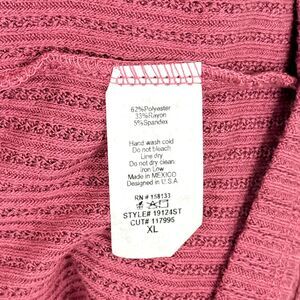 62%Polyester
33%Rayon
5%Spandex
Hand wash cold
Do not bleach
Line dry
Do not dry clean
Iron Low
Made in MEXICO
Designed in U.S.A
RN # 158133
STYLE# 19124ST
CUT# 117995
XL